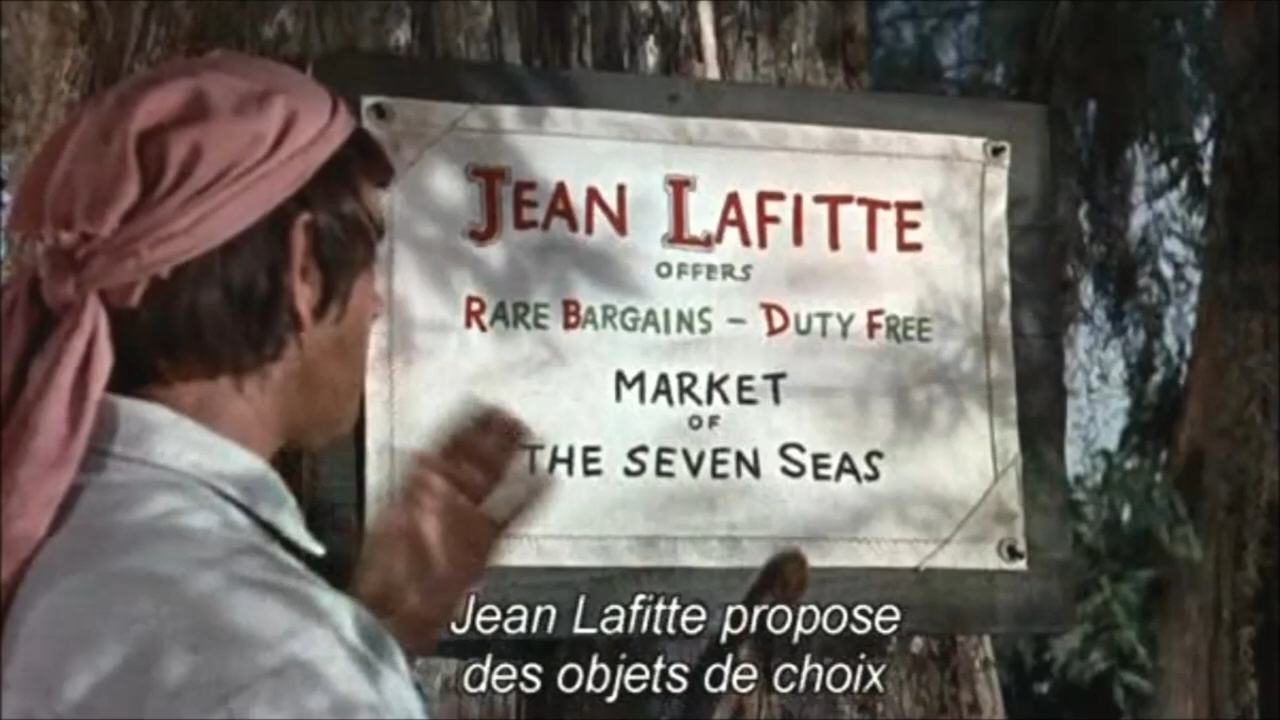 JEAN LAFITTE
OFFERS
RARE BARGAINS – DUTY FREE
MARKET
OF
THE SEVEN SEAS
Jean Lafitte propose
des objets de choix